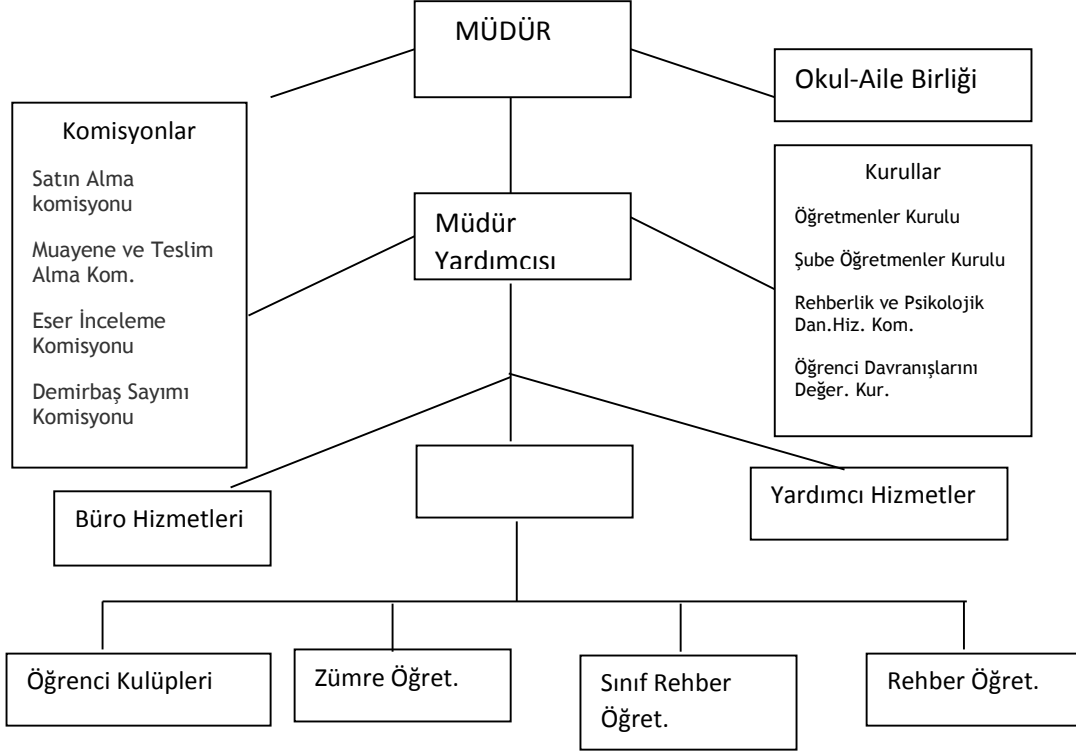 MÜDÜR
Okul-Aile Birliği
Komisyonlar
Satın Alma
komisyonu
Muayene ve Teslim
Alma Kom.
Eser İnceleme
Komisyonu
Demirbaş Sayımı
Komisyonu
Müdür
Yardımcısı
Kurullar
Öğretmenler Kurulu
Şube Öğretmenler Kurulu
Rehberlik ve Psikolojik
Dan.Hiz. Kom.
Öğrenci Davranışlarını
Değer. Kur.
Büro Hizmetleri
Yardımcı Hizmetler
Öğrenci Kulüpleri
Zümre Öğret.
Sınıf Rehber
Öğret.
Rehber Öğret.